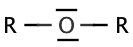 R — O — R